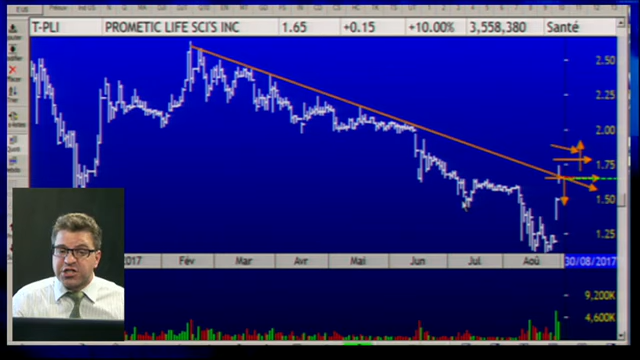 T-PLI PROMETIC LIFE SCI'S INC 1.65 +0.15 +10.00% 3,558,380 Santé
2.50
2.25
2.00
1.75
1.50
1.25
2017 Fév Mar Avr Mai Jun Jul Aoû 30/08/2017
9,200K
4,600K